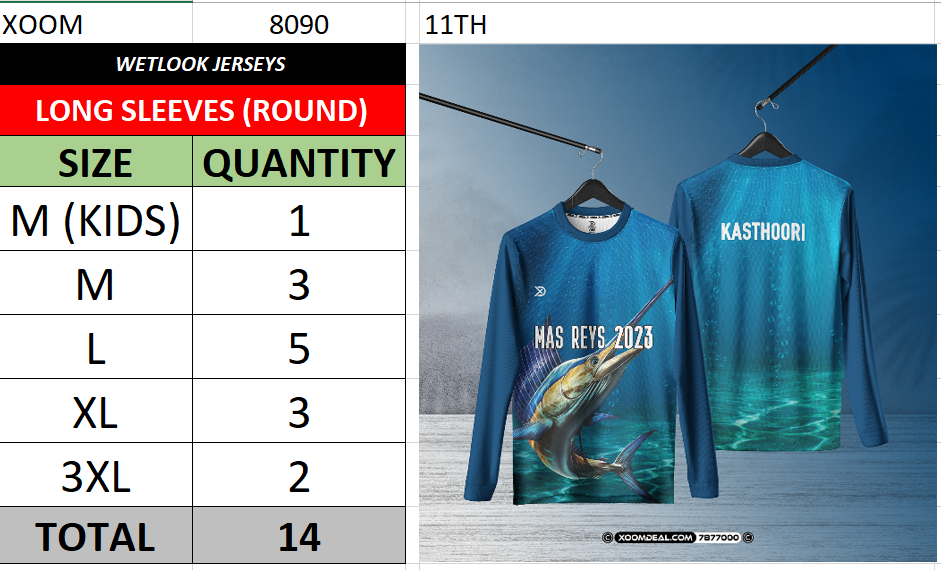 XOOM 8090 11TH
WETLOOK JERSEYS
LONG SLEEVES (ROUND)
SIZE QUANTITY
M (KIDS) 1
M 3
L 5
XL 3
3XL 2
TOTAL 14
KASTHOORI
MAS REYS 2023
XOOMDEAL.COM 7877000